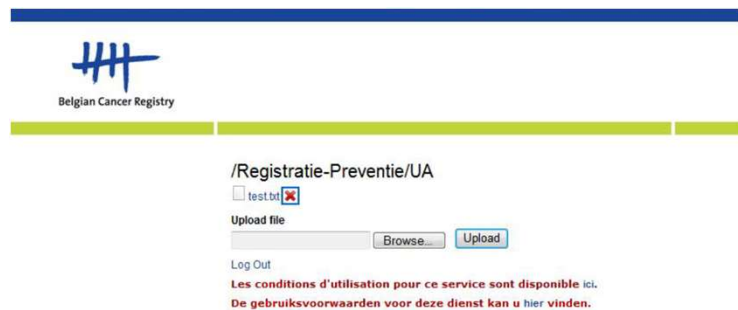 Belgian Cancer Registry
/Registratie-Preventie/UA
test.txt
Upload file
Browse... Upload
Log Out
Les conditions d'utilisation pour ce service sont disponible ici.
De gebruiksvoorwaarden voor deze dienst kan u hier vinden.